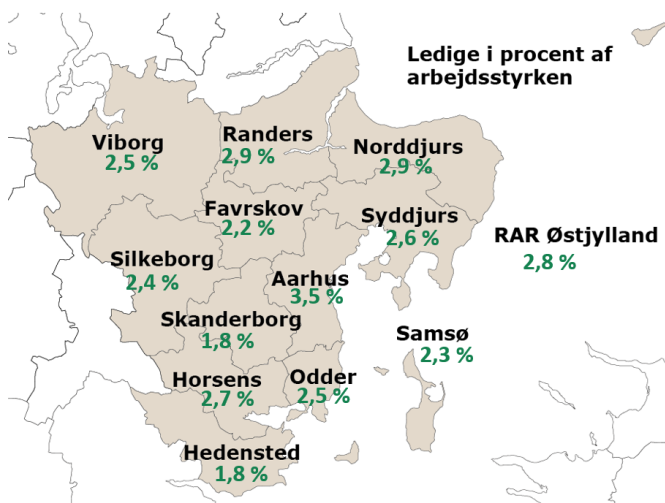 Ledige i procent af
arbejdsstyrken
Viborg
2,5 %
Randers
2,9 %
Norddjurs
2,9 %
Favrskov
2,2 %
Syddjurs
2,6 %
RAR Østjylland
2,8 %
Silkeborg
2,4 %
Aarhus
3,5 %
Skanderborg
1,8 %
Samsø
2,3 %
Horsens
2,7 %
Odder
2,5 %
Hedensted
1,8 %